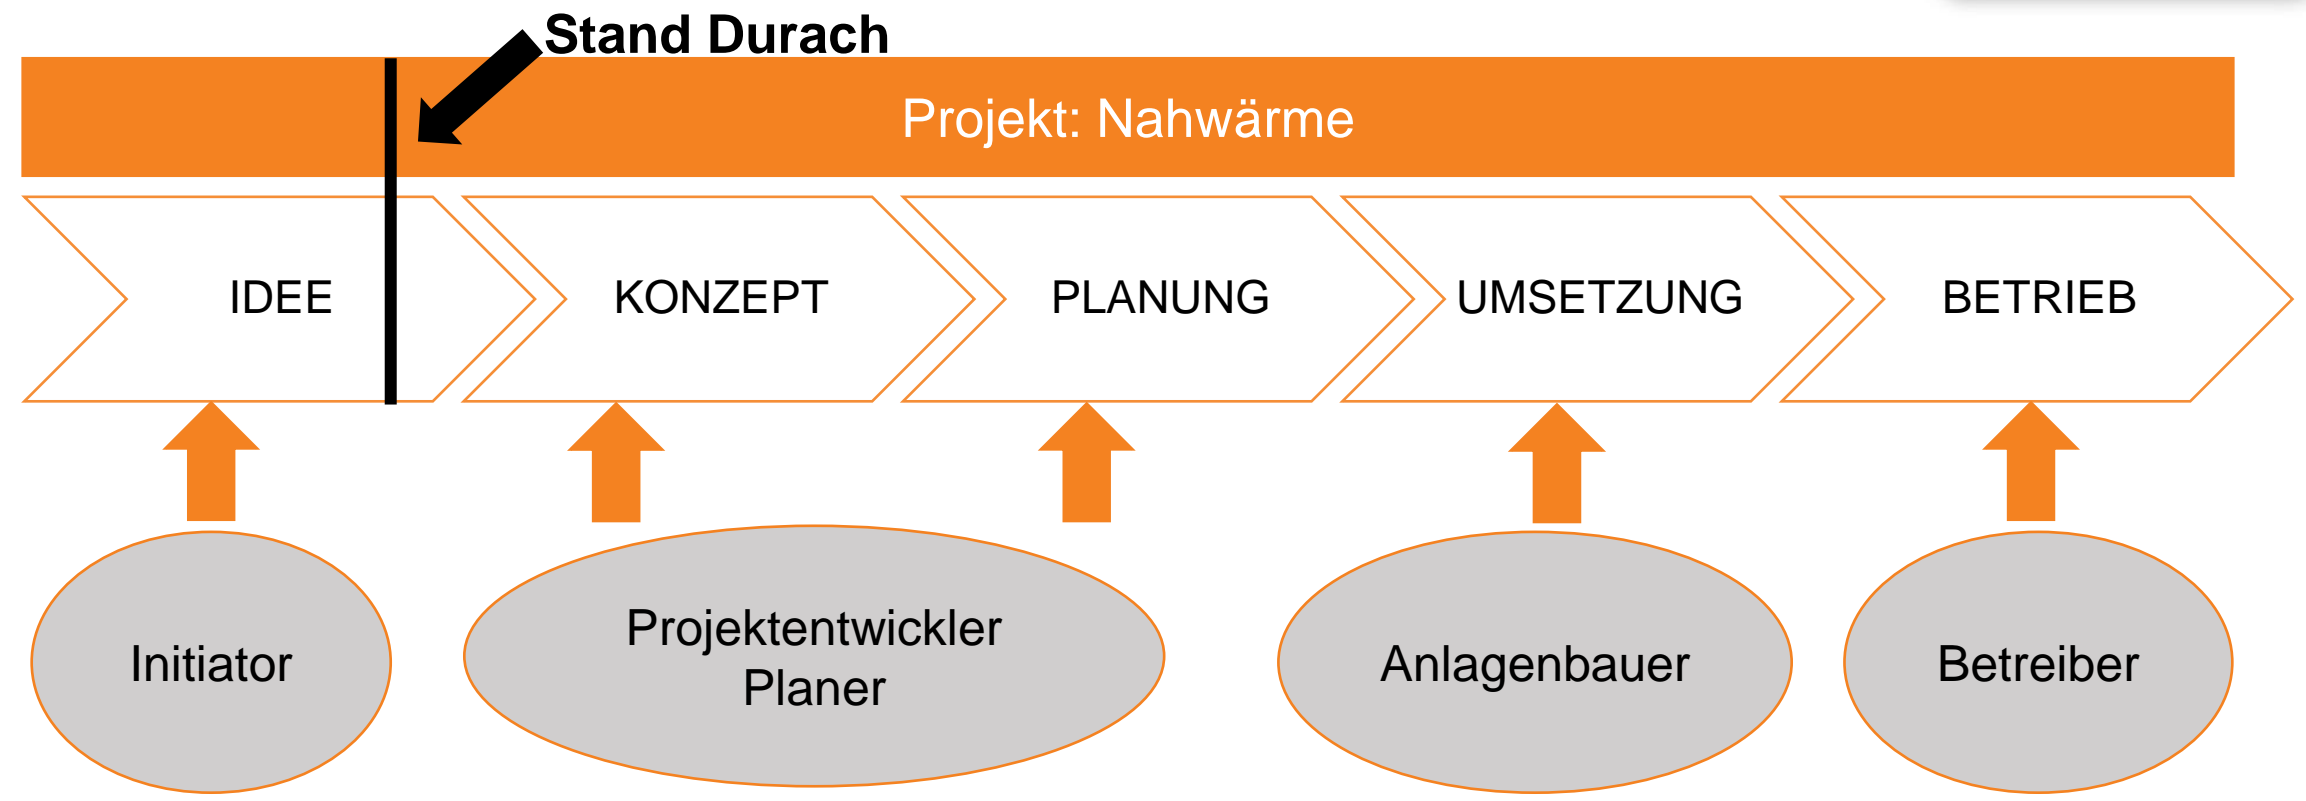 Stand Durach
Projekt: Nahwärme
IDEE
KONZEPT
PLANUNG
UMSETZUNG
BETRIEB
Initiator
Projektentwickler
Planer
Anlagenbauer
Betreiber